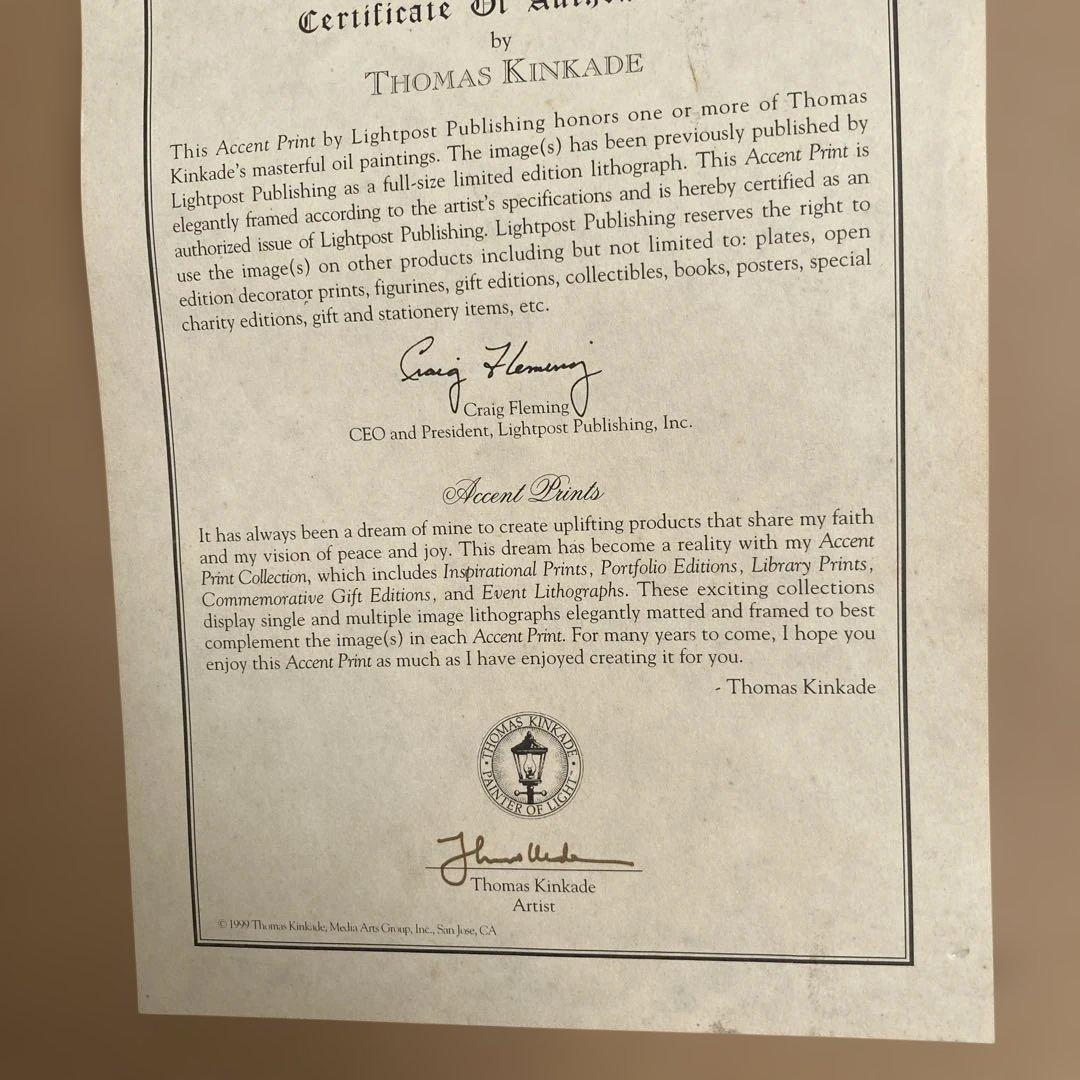 Certificate Of
by
THOMAS KINKADE
This Accent Print by Lightpost Publishing honors one or more of Thomas
Kinkade's masterful oil paintings. The image(s) has been previously published by
Lightpost Publishing as a full-size limited edition lithograph. This Accent Print is
elegantly framed according to the artist's specifications and is hereby certified as an
authorized issue of Lightpost Publishing. Lightpost Publishing reserves the right to
use the image(s) on other products including but not limited to: plates, open
edition decorator prints, figurines, gift editions, collectibles, books, posters, special
charity editions, gift and stationery items, etc.
Craig Fleming
Craig Fleming
CEO and President, Lightpost Publishing, Inc.
Accent Prints
It has always been a dream of mine to create uplifting products that share my faith
and my vision of peace and joy. This dream has become a reality with my Accent
Print Collection, which includes Inspirational Prints, Portfolio Editions, Library Prints,
Commemorative Gift Editions, and Event Lithographs. These exciting collections
display single and multiple image lithographs elegantly matted and framed to best
complement the image(s) in each Accent Print. For many years to come, I hope you
enjoy this Accent Print as much as I have enjoyed creating it for you.
- Thomas Kinkade
THOMAS KINKADE
PAINTER OF LIGHT
Thomas Kinkade
Artist
© 1999 Thomas Kinkade, Media Arts Group, Inc., San Jose, CA